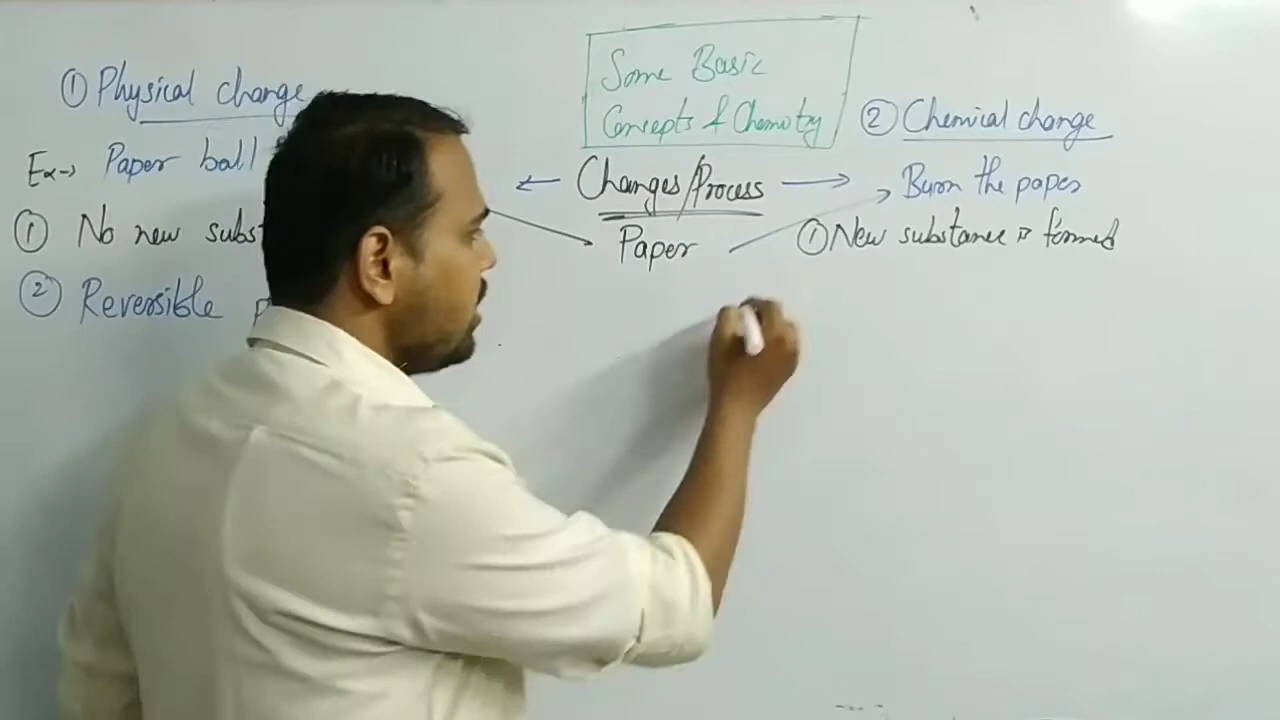 Some Basic
Concepts of Chemistry
① Physical change
② Chemical change
Ex→ Paper ball
Changes/Process
Burn the paper
① No new subst
Paper
① New substance is formed
② Reversible p